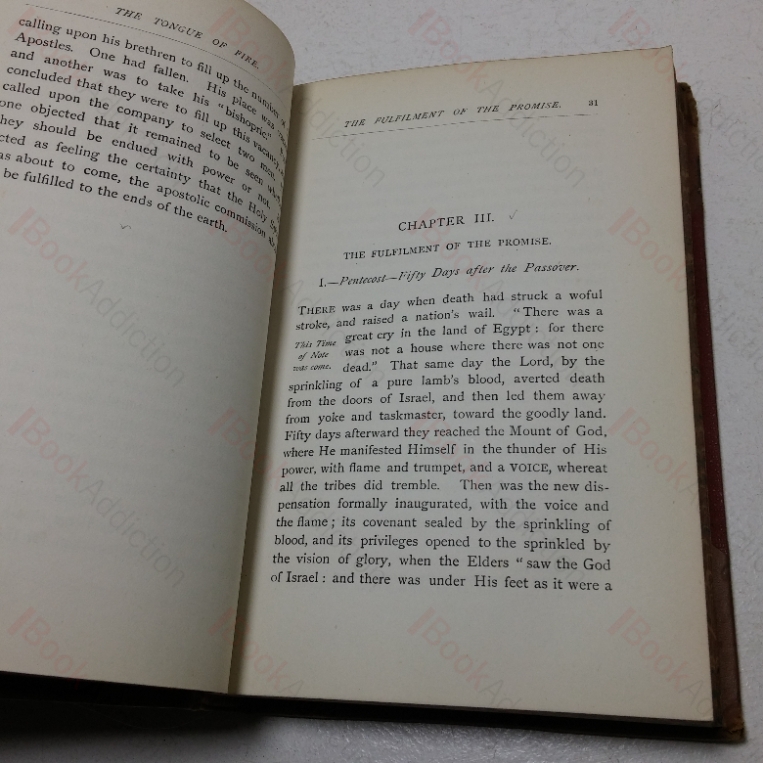 THE TONGUE OF FIRE.
calling upon his brethren to fill up the number of
Apostles. One had fallen. His place was
and another was to take his "bishopric."
concluded that they were to fill up this vacancy,
called upon the company to select two men.
one objected that it remained to be seen
they should be endued with power or not.
as feeling the certainty that the Holy
about to come, the apostolic commission
be fulfilled to the ends of the earth.
THE FULFILMENT OF THE PROMISE. 31
CHAPTER III.
THE FULFILMENT OF THE PROMISE.
I.—Pentecost—Fifty Days after the Passover.
THERE was a day when death had struck a woful
stroke, and raised a nation's wail. "There was a
This Time
of Note
was come.
great cry in the land of Egypt: for there
was not a house where there was not one
dead." That same day the Lord, by the
sprinkling of a pure lamb's blood, averted death
from the doors of Israel, and then led them away
from yoke and taskmaster, toward the goodly land.
Fifty days afterward they reached the Mount of God,
where He manifested Himself in the thunder of His
power, with flame and trumpet, and a VOICE, whereat
all the tribes did tremble. Then was the new dis-
pensation formally inaugurated, with the voice and
the flame; its covenant sealed by the sprinkling of
blood, and its privileges opened to the sprinkled by
the vision of glory, when the Elders "saw the God
of Israel: and there was under His feet as it were a
BookAddiction